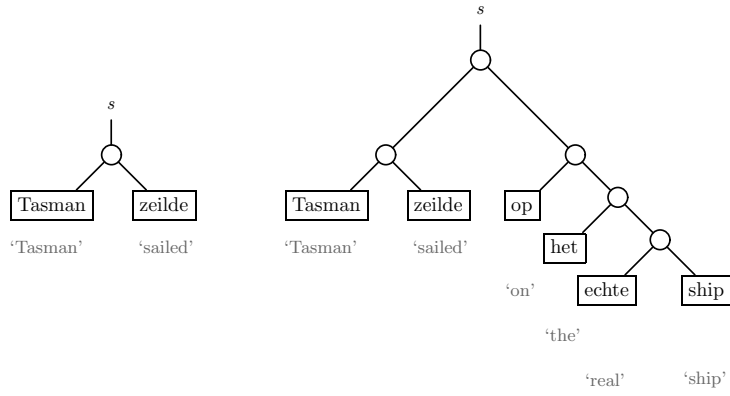 s
s
Tasman zeilde
Tasman zeilde op
‘Tasman’ ‘sailed’
‘Tasman’ ‘sailed’
het
echte ship
‘on’
‘the’
‘real’ ‘ship’